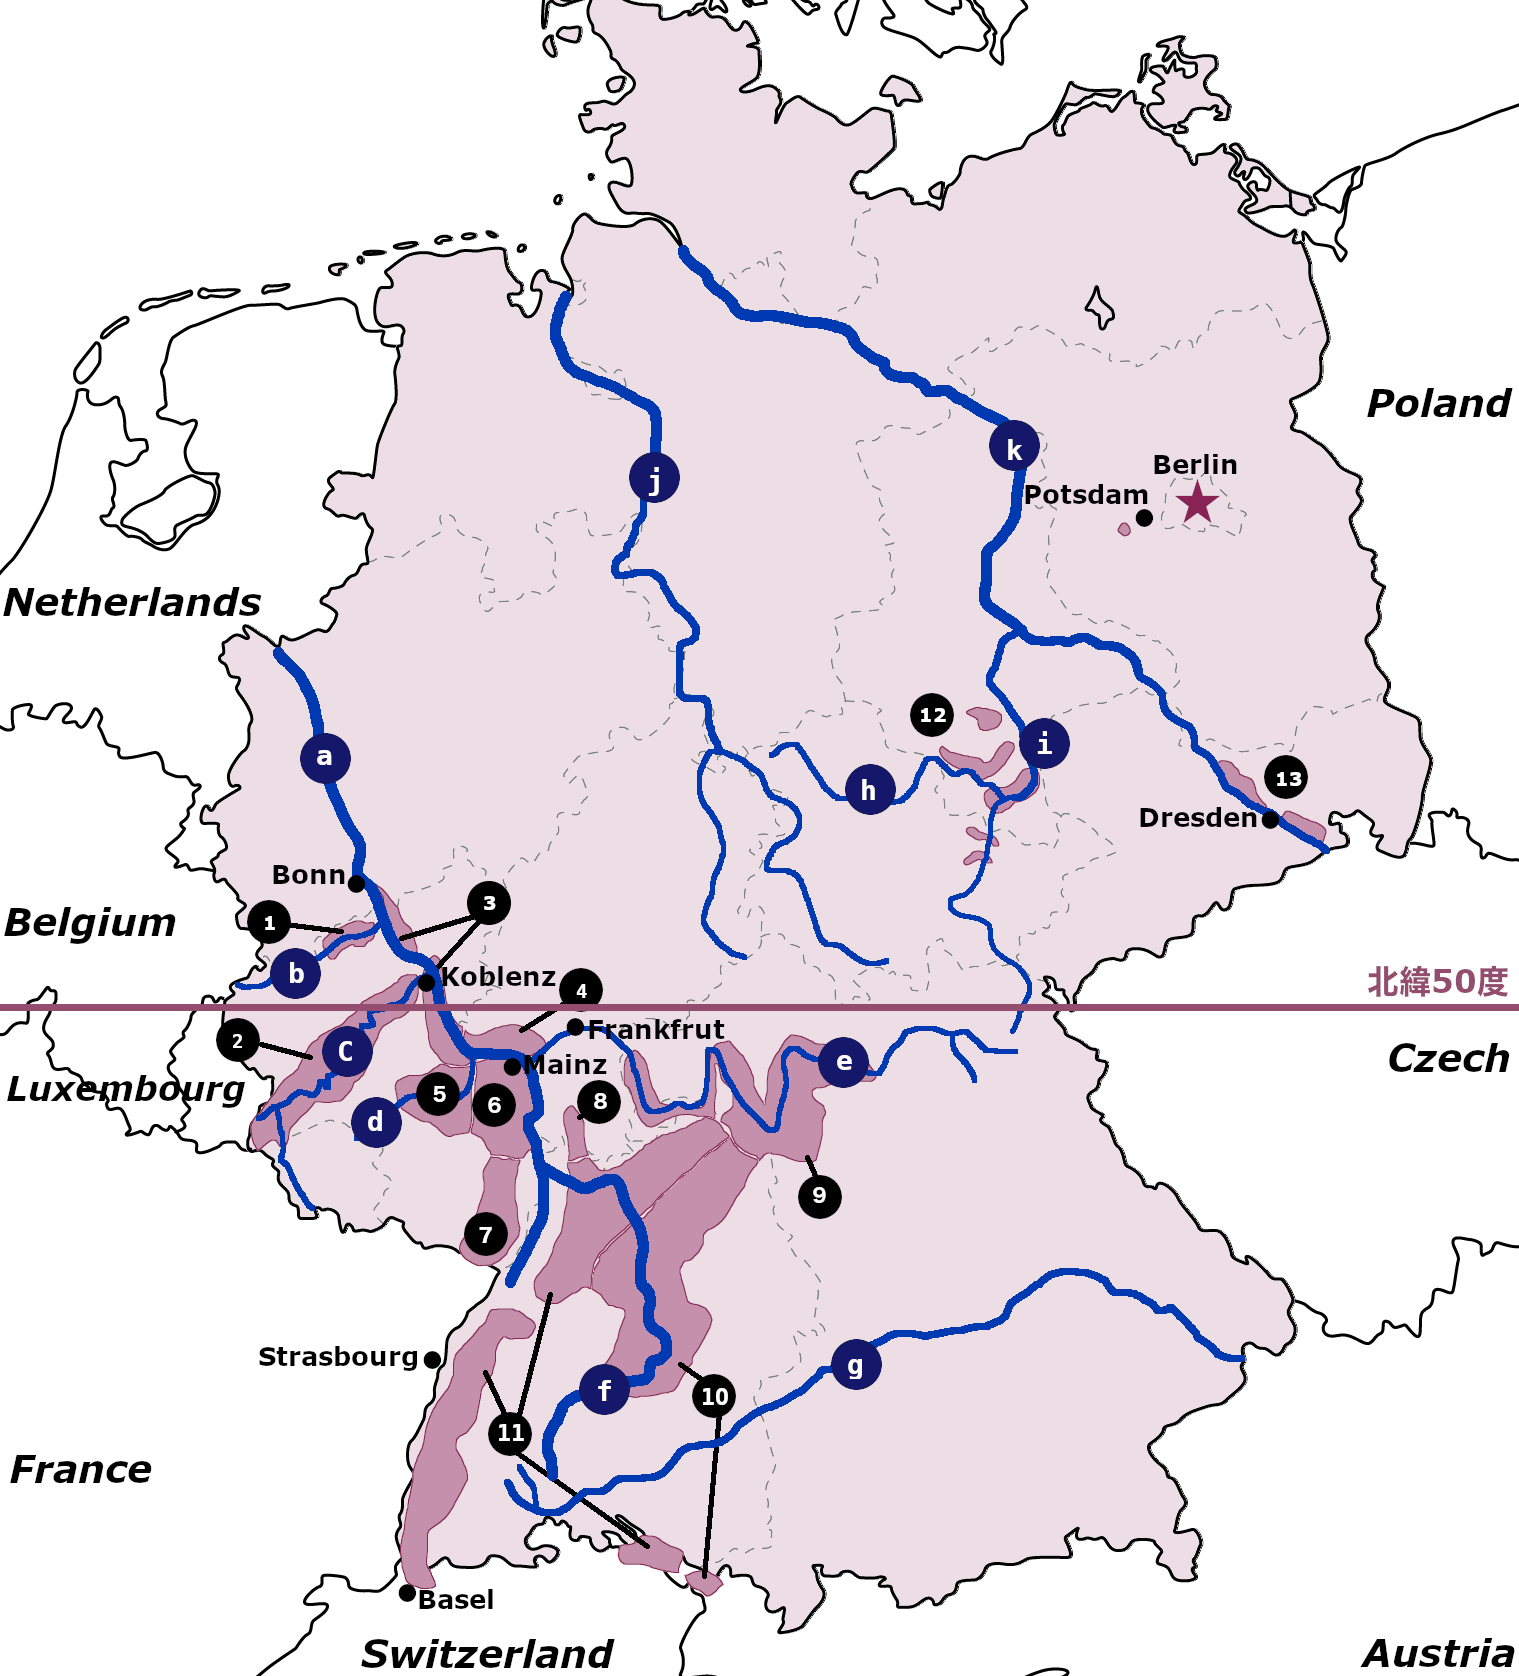 Poland
k
Berlin
Potsdam
j
Netherlands
12
i
a
h
13
Dresden
Bonn
3
1
Belgium
b
Koblenz
北緯50度
4
Frankfrut
2
C
Mainz
e
Czech
Luxembourg
5
6
8
d
9
7
Strasbourg
g
f
10
11
France
Basel
Switzerland
Austria